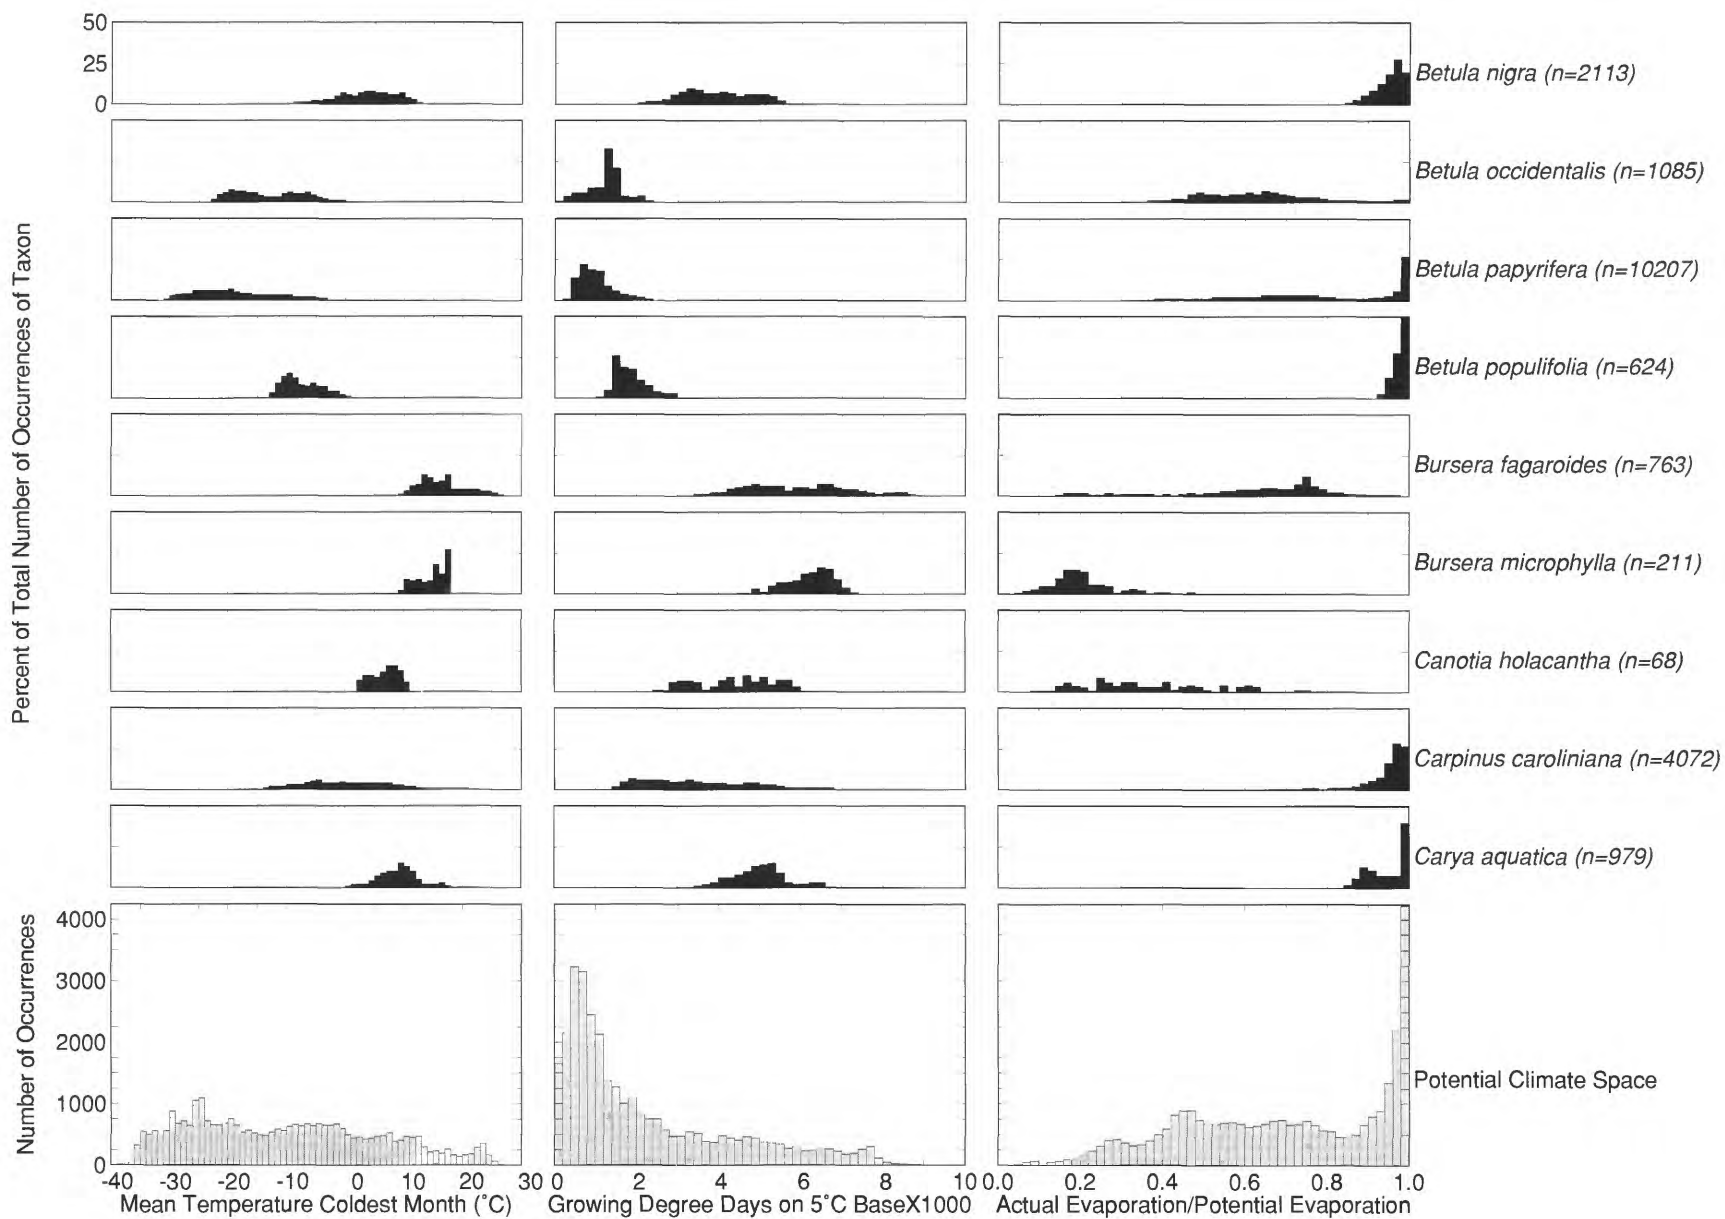 Percent of Total Number of Occurrences of Taxon
50
25
0
Betula nigra (n=2113)
Betula occidentalis (n=1085)
Betula papyrifera (n=10207)
Betula populifolia (n=624)
Bursera fagaroides (n=763)
Bursera microphylla (n=211)
Canotia holacantha (n=68)
Carpinus caroliniana (n=4072)
Carya aquatica (n=979)
Number of Occurrences
4000
3000
2000
1000
0
Potential Climate Space
-40 -30 -20 -10 0 10 20 30
0 2 4 6 8 10
0.0 0.2 0.4 0.6 0.8 1.0
Mean Temperature Coldest Month (°C)
Growing Degree Days on 5°C BaseX1000
Actual Evaporation/Potential Evaporation